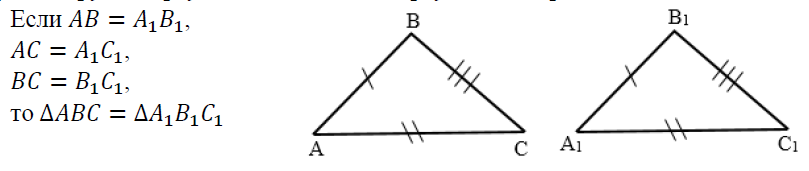 Если AB = A₁B₁,
AC = A₁C₁,
BC = B₁C₁,
то ΔABC = ΔA₁B₁C₁
B
A
C
B₁
A₁
C₁